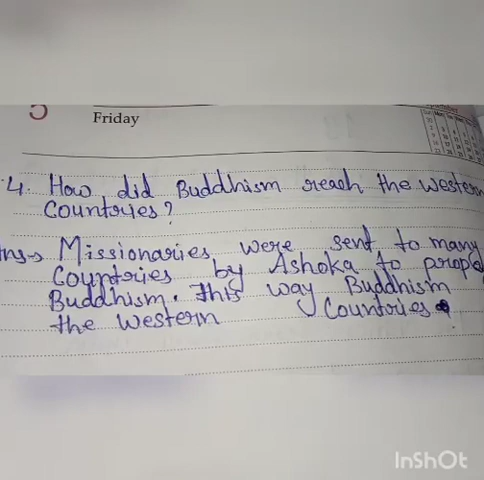 5
Friday
4. How did Buddhism reach the western
Countries?
Ans→ Missionaries were sent to many
Countries by Ashoka to propa
Buddhism. This way Buddhism
the western Countries.
InShOt